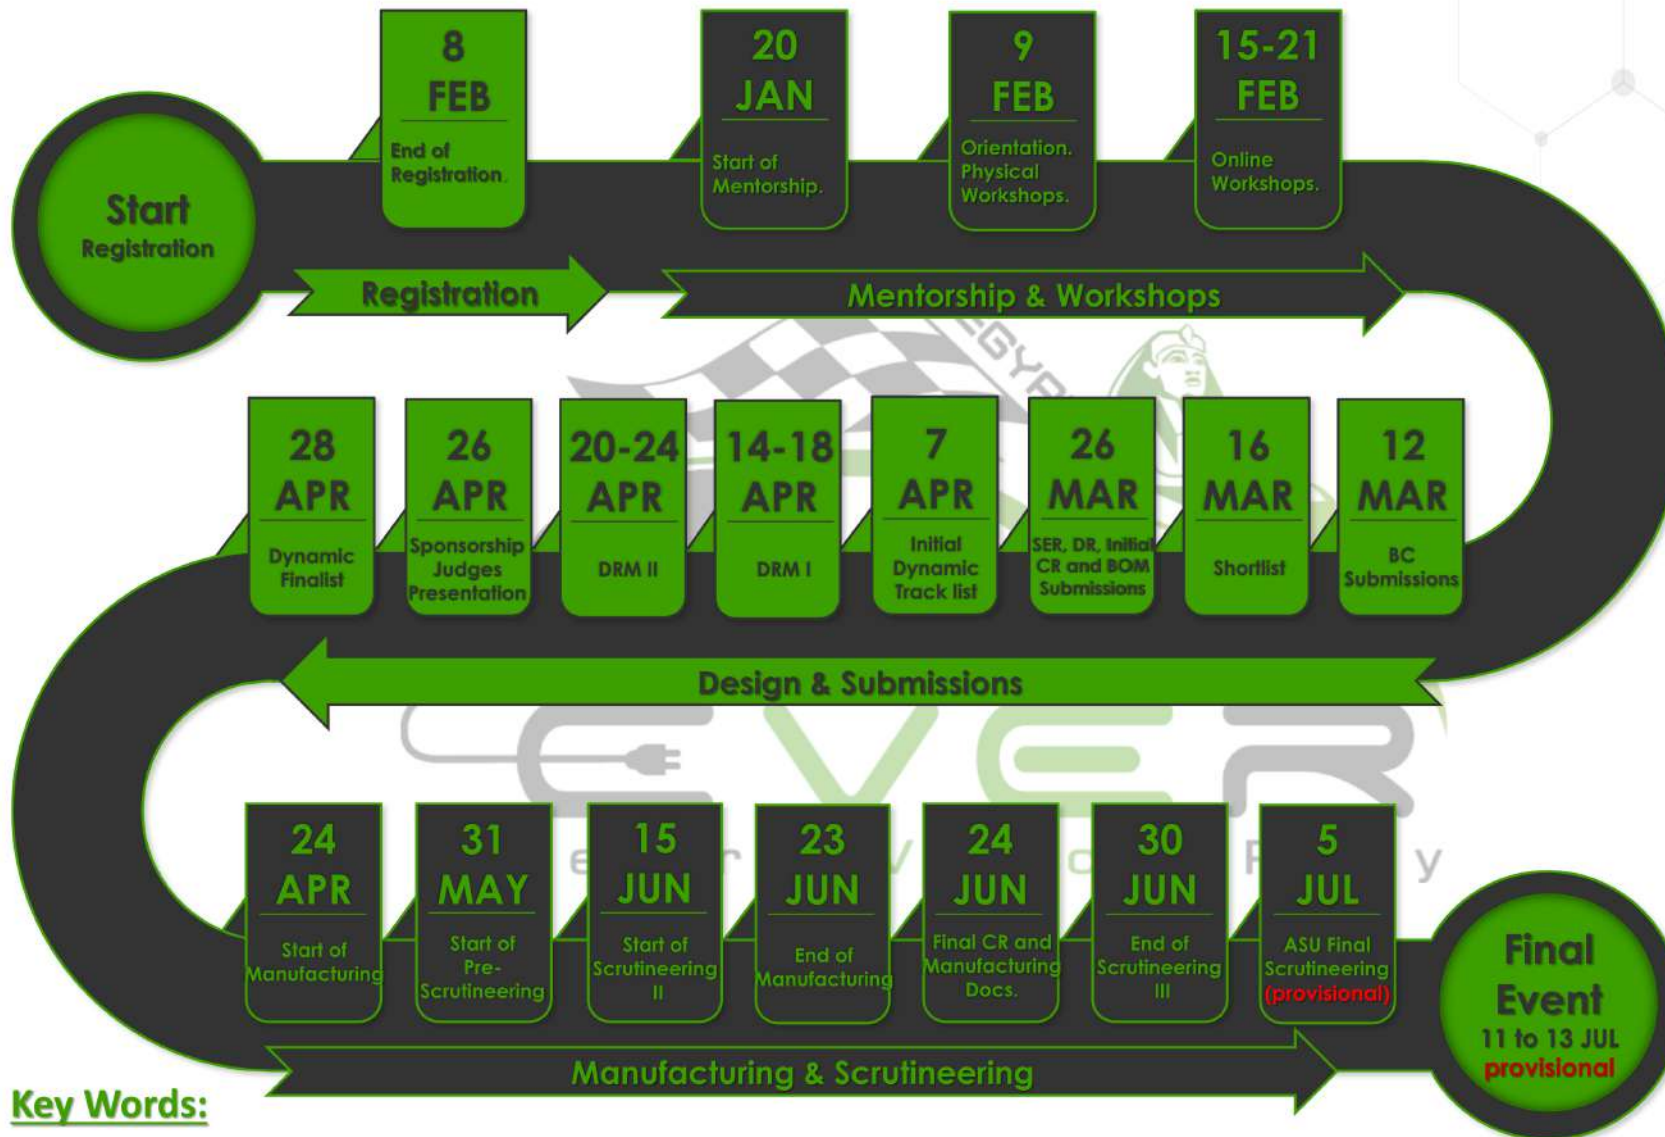 Start
Registration
8
FEB
End of
Registration.
20
JAN
Start of
Mentorship.
9
FEB
Orientation.
Physical
Workshops.
15-21
FEB
Online
Workshops.
Registration
Mentorship & Workshops
EGYP
12
MAR
BC
Submissions
16
MAR
Shortlist
26
MAR
SER, DR, Initial
CR and BOM
Submissions
7
APR
Initial
Dynamic
Track list
14-18
APR
DRM I
20-24
APR
DRM II
26
APR
Sponsorship
Judges
Presentation
28
APR
Dynamic
Finalist
Design & Submissions
EVER
24
APR
Start of
Manufacturing
31
MAY
Start of
Pre-
Scrutineering
15
JUN
Start of
Scrutineering
II
23
JUN
End of
Manufacturing
24
JUN
Final CR and
Manufacturing
Docs.
30
JUN
End of
Scrutineering
III
5
JUL
ASU Final
Scrutineering
(provisional)
Final
Event
11 to 13 JUL
provisional
Manufacturing & Scrutineering
Key Words: